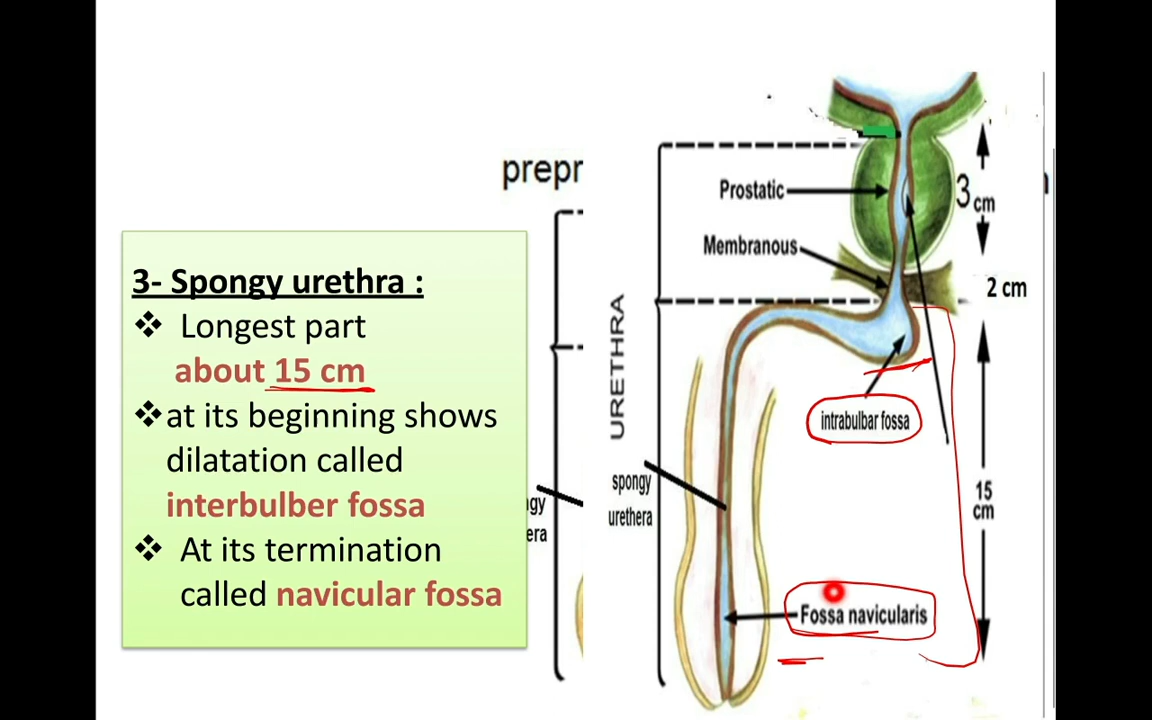 3- Spongy urethra :
❖ Longest part
about 15 cm
❖ at its beginning shows
dilatation called
interbulber fossa
❖ At its termination
called navicular fossa
prepr
gy
era
URETHRA
Prostatic
Membranous
3 cm
2 cm
intrabulbar fossa
spongy
urethera
15
cm
Fossa navicularis